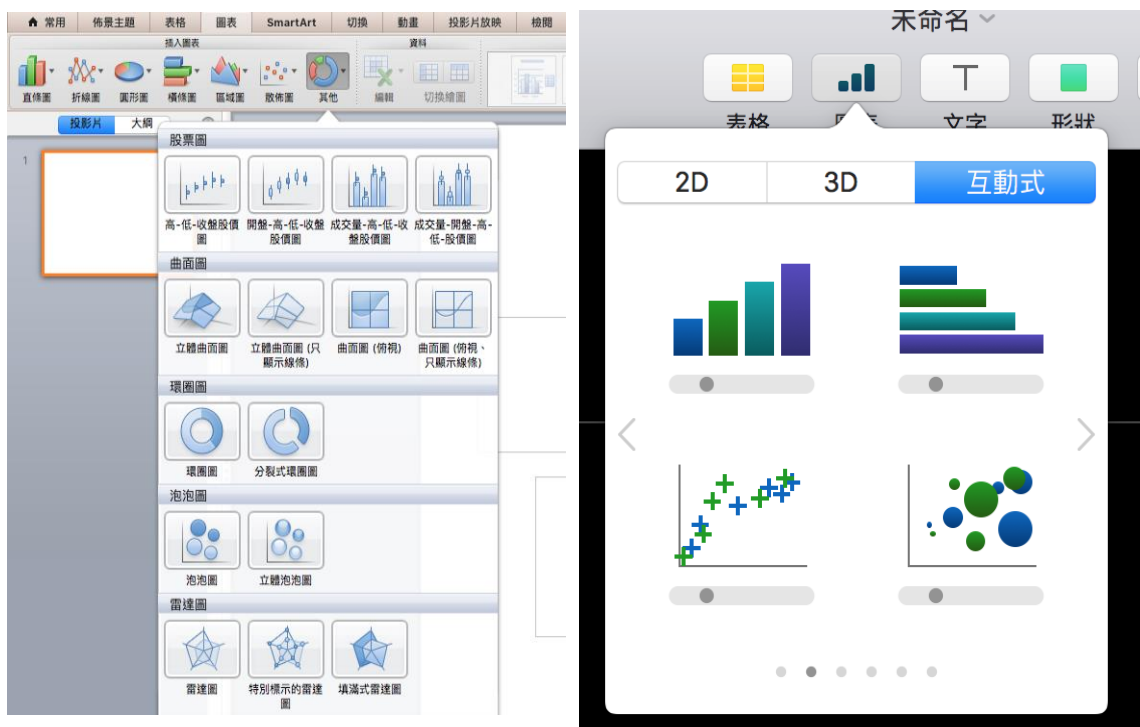 常用 佈景主題 表格 圖表 SmartArt 切換 動畫 投影片放映 檢閱
插入圖表 資料
直條圖 折線圖 圓形圖 橫條圖 區域圖 散佈圖 其他 編輯 切換繪圖
投影片 大綱
1
股票圖
高-低-收盤股價圖
開盤-高-低-收盤股價圖
成交量-高-低-收盤股價圖
成交量-開盤-高-低-股價圖
曲面圖
立體曲面圖
立體曲面圖 (只顯示線條)
曲面圖 (俯視)
曲面圖 (俯視、只顯示線條)
環圈圖
環圈圖 分裂式環圈圖
泡泡圖
泡泡圖 立體泡泡圖
雷達圖
雷達圖
特別標示的雷達圖
填滿式雷達圖
未命名
表格 文字 形狀
2D 3D 互動式